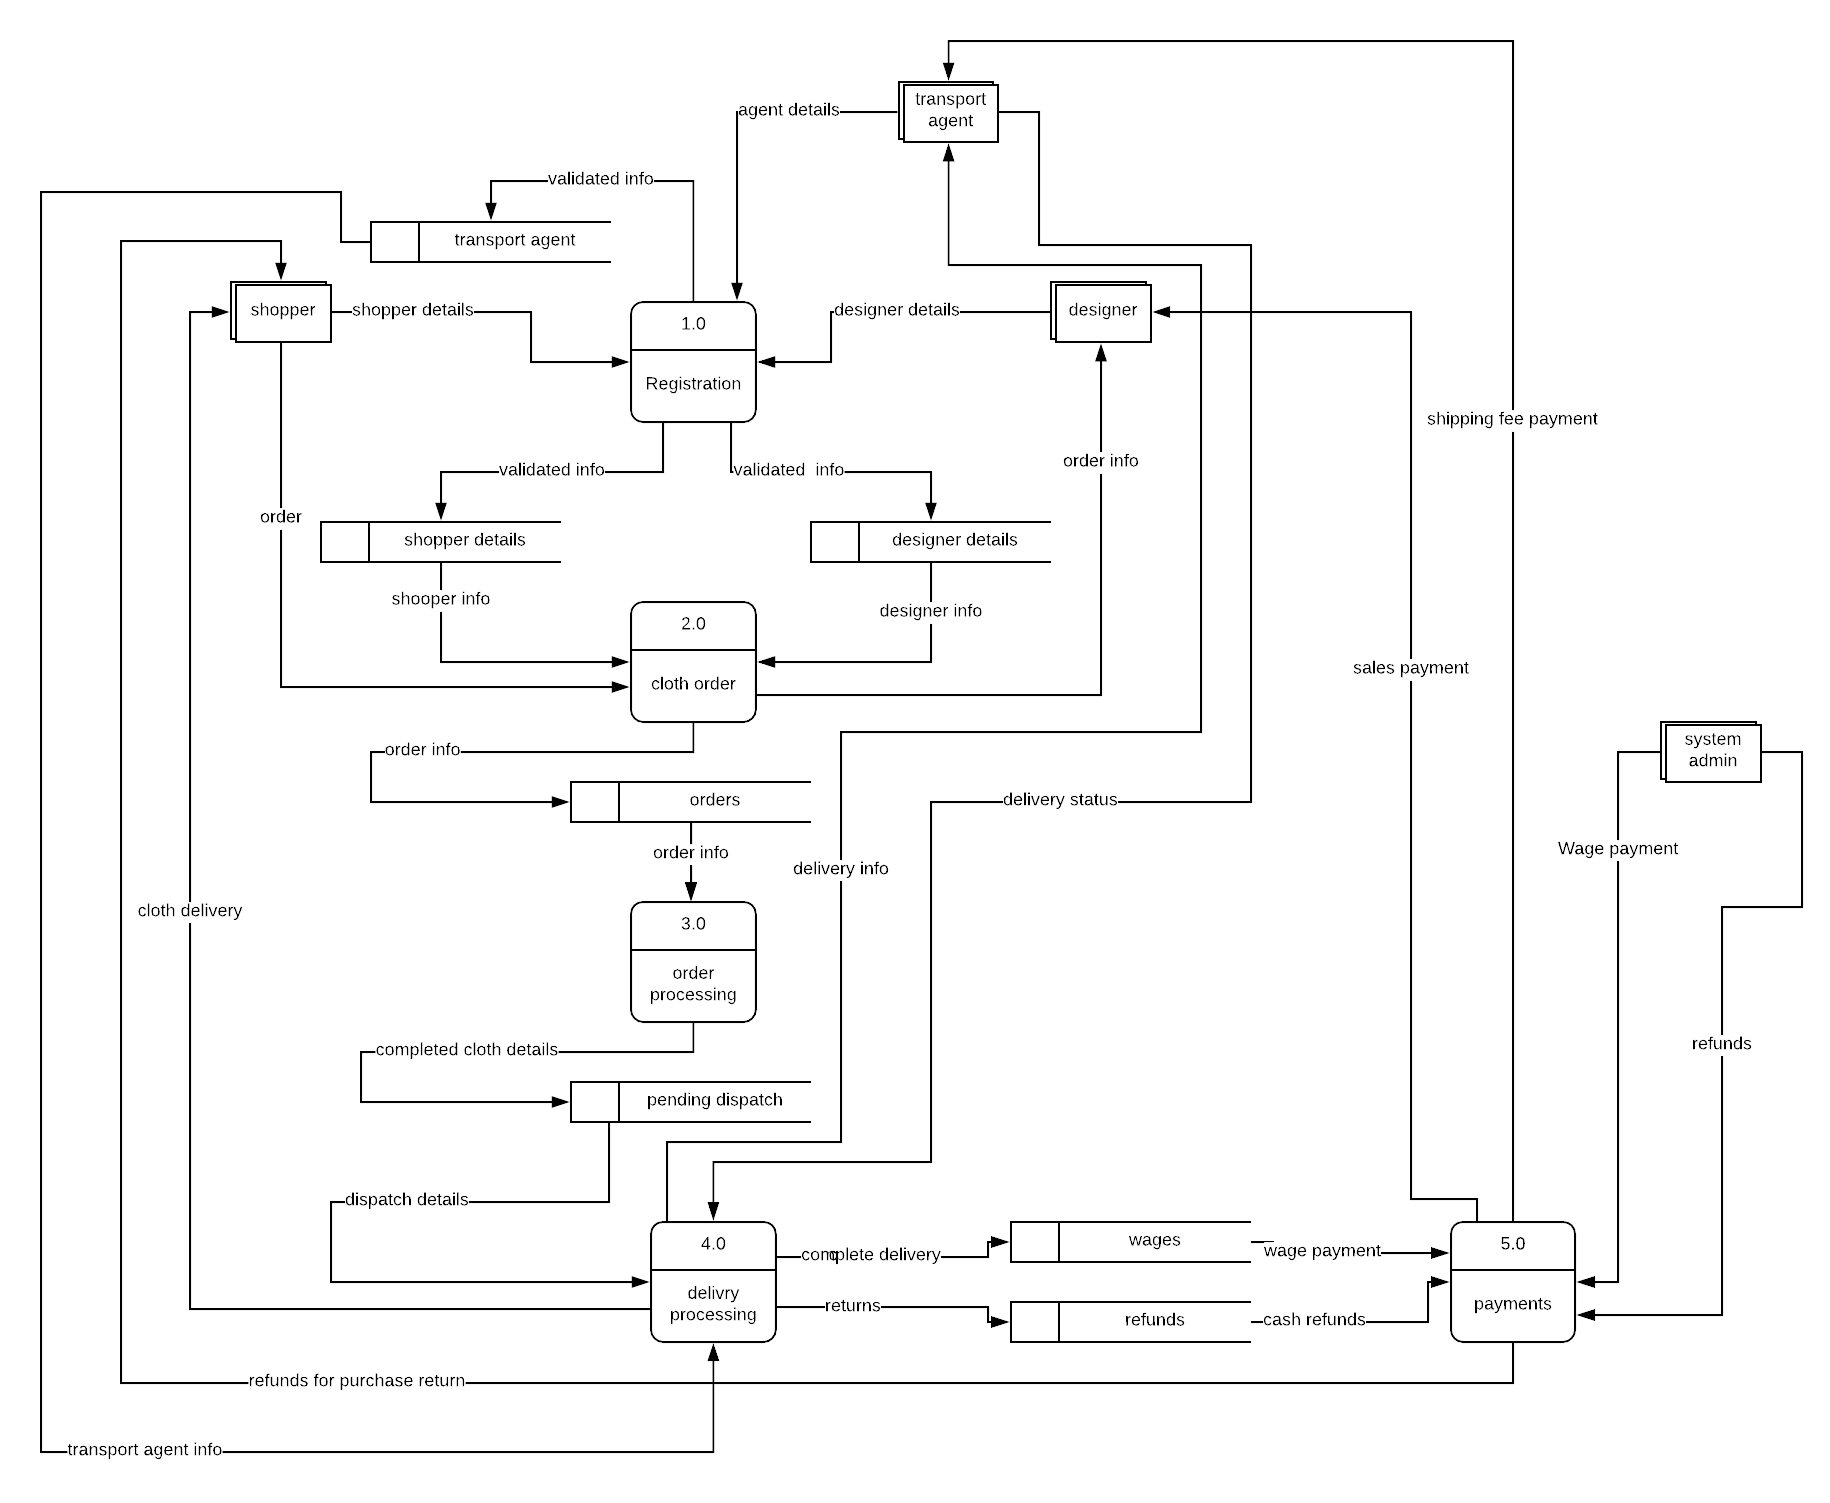 transport
agent
agent details
validated info
transport agent
shopper
shopper details
1.0
Registration
designer details
designer
shipping fee payment
order info
validated info
validated  info
order
shopper details
designer details
shooper info
designer info
2.0
cloth order
sales payment
system
admin
order info
orders
delivery status
Wage payment
order info
delivery info
cloth delivery
3.0
order
processing
refunds
completed cloth details
pending dispatch
dispatch details
4.0
delivry
processing
complete delivery
wages
wage payment
5.0
payments
returns
refunds
cash refunds
refunds for purchase return
transport agent info